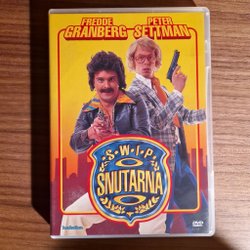 FREDDE PETER
GRANBERG SETTMAN
S·W·I·P
SNUTARNA
DVD